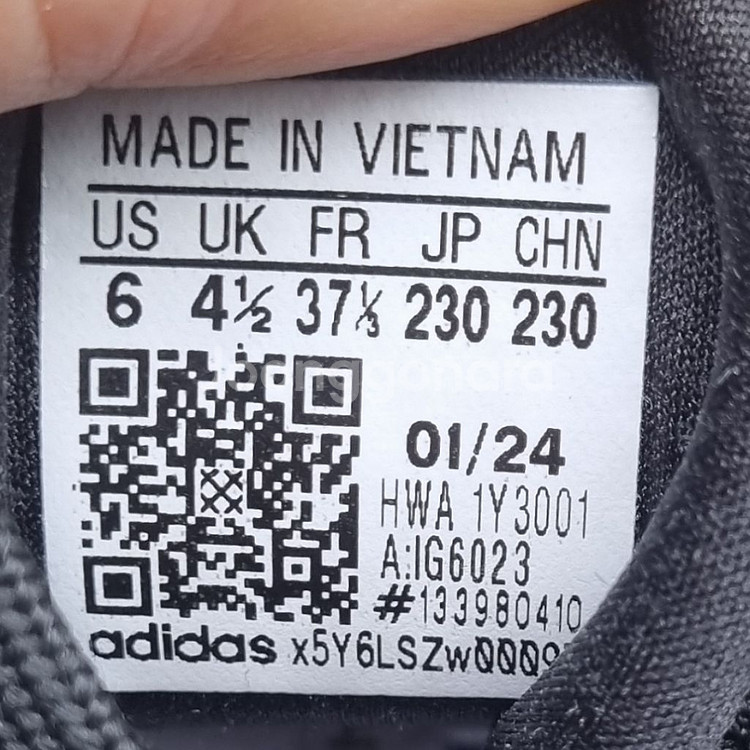 MADE IN VIETNAM
US UK FR JP CHN
6 4½ 37⅓ 230 230
01/24
HWA 1Y3001
A:IG6023
#133980410
adidas